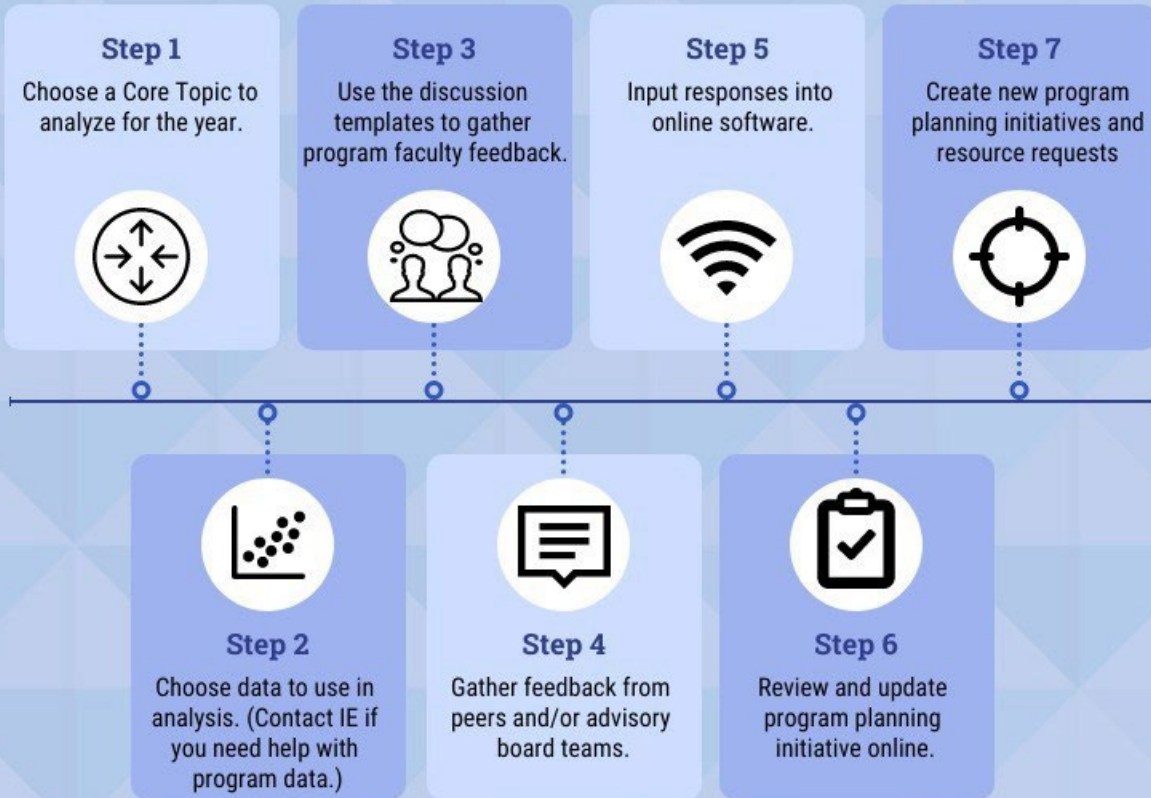 Step 1
Choose a Core Topic to
analyze for the year.
Step 2
Choose data to use in
analysis. (Contact IE if
you need help with
program data.)
Step 3
Use the discussion
templates to gather
program faculty feedback.
Step 4
Gather feedback from
peers and/or advisory
board teams.
Step 5
Input responses into
online software.
Step 6
Review and update
program planning
initiative online.
Step 7
Create new program
planning initiatives and
resource requests